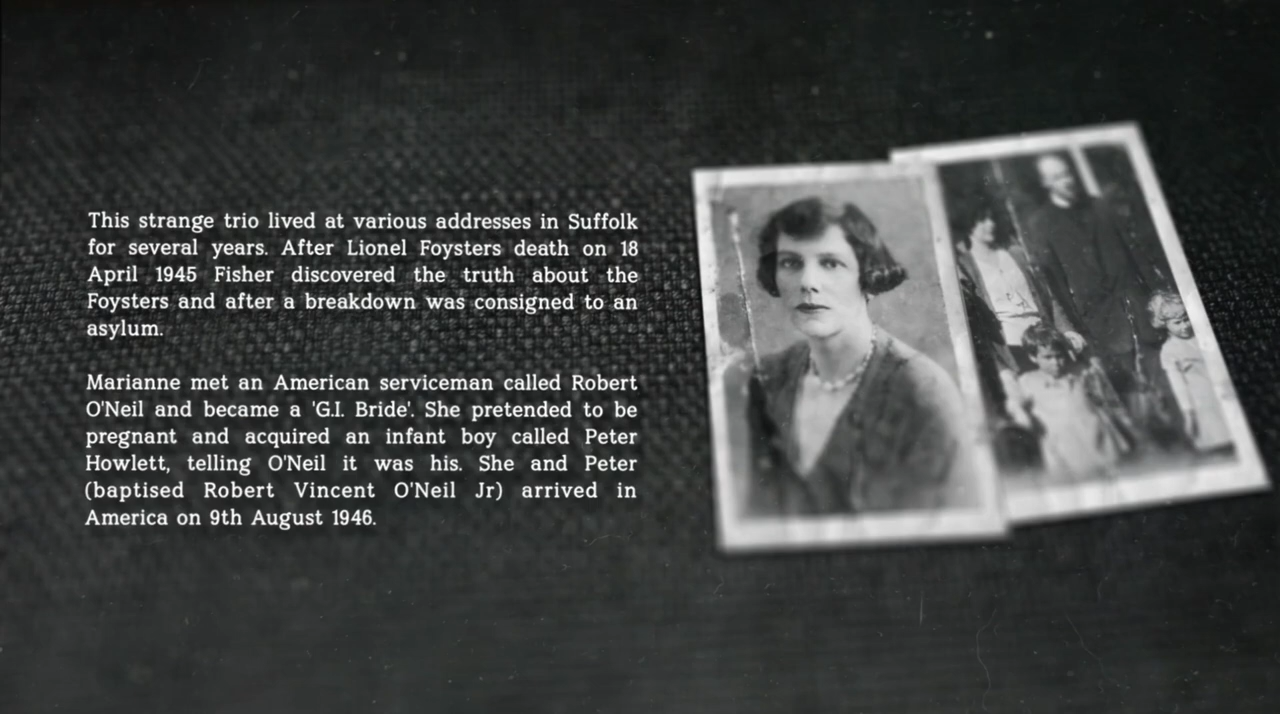 This strange trio lived at various addresses in Suffolk
for several years. After Lionel Foysters death on 18
April 1945 Fisher discovered the truth about the
Foysters and after a breakdown was consigned to an
asylum.
Marianne met an American serviceman called Robert
O'Neil and became a 'G.I. Bride'. She pretended to be
pregnant and acquired an infant boy called Peter
Howlett, telling O'Neil it was his. She and Peter
(baptised Robert Vincent O'Neil Jr) arrived in
America on 9th August 1946.